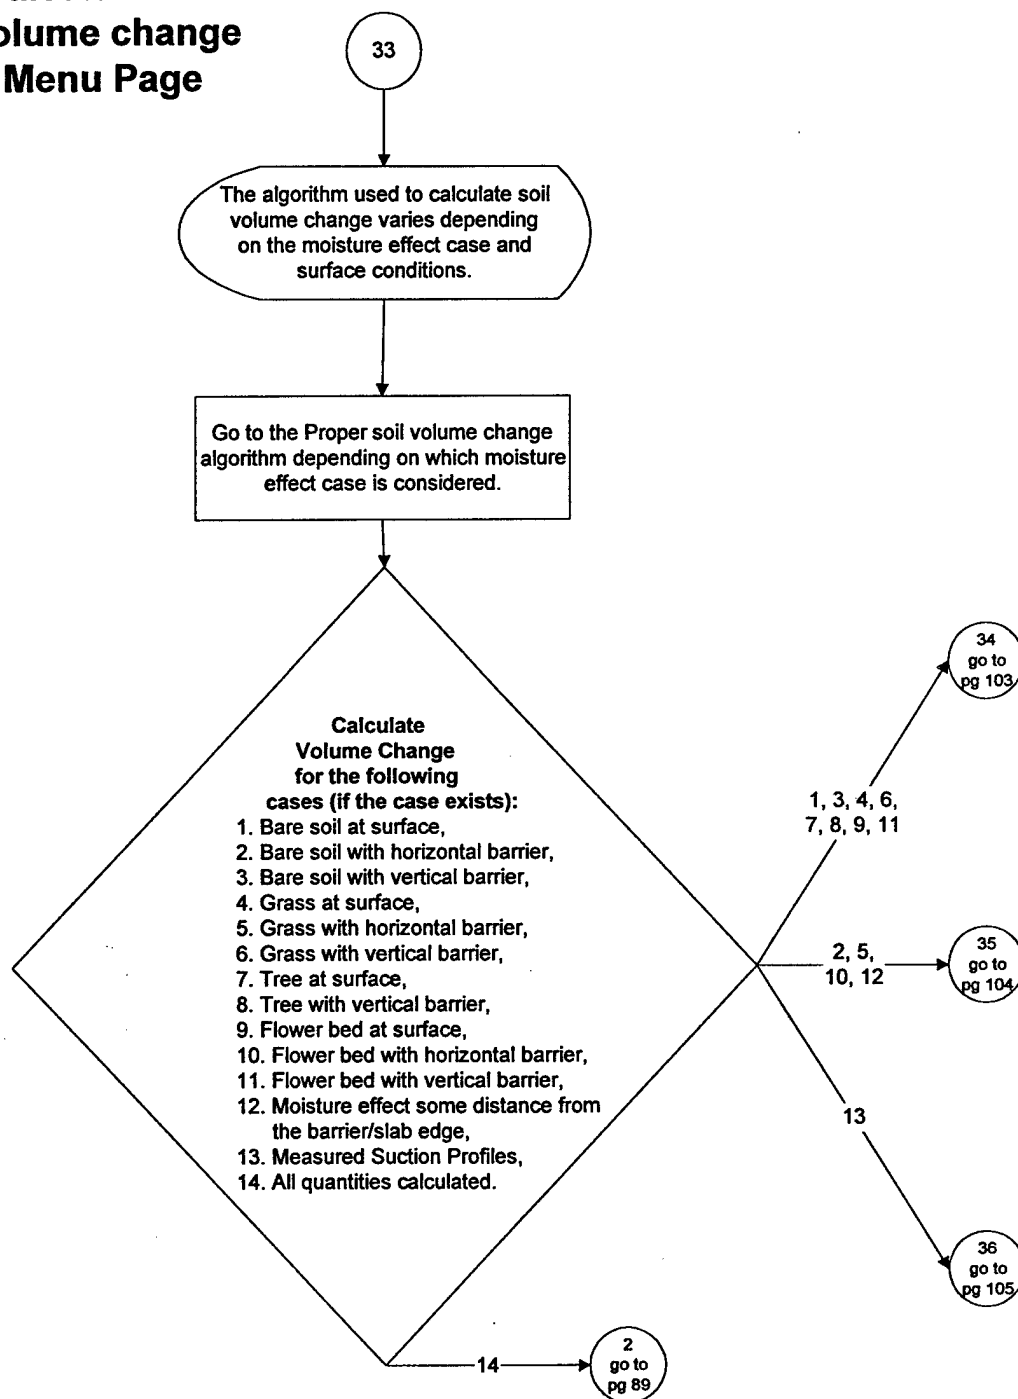 olume change
Menu Page
33
The algorithm used to calculate soil
volume change varies depending
on the moisture effect case and
surface conditions.
Go to the Proper soil volume change
algorithm depending on which moisture
effect case is considered.
Calculate
Volume Change
for the following
cases (if the case exists):
1. Bare soil at surface,
2. Bare soil with horizontal barrier,
3. Bare soil with vertical barrier,
4. Grass at surface,
5. Grass with horizontal barrier,
6. Grass with vertical barrier,
7. Tree at surface,
8. Tree with vertical barrier,
9. Flower bed at surface,
10. Flower bed with horizontal barrier,
11. Flower bed with vertical barrier,
12. Moisture effect some distance from
the barrier/slab edge,
13. Measured Suction Profiles,
14. All quantities calculated.
1, 3, 4, 6,
7, 8, 9, 11
34
go to
pg 103
2, 5,
10, 12
35
go to
pg 104
13
36
go to
pg 105
14
2
go to
pg 89